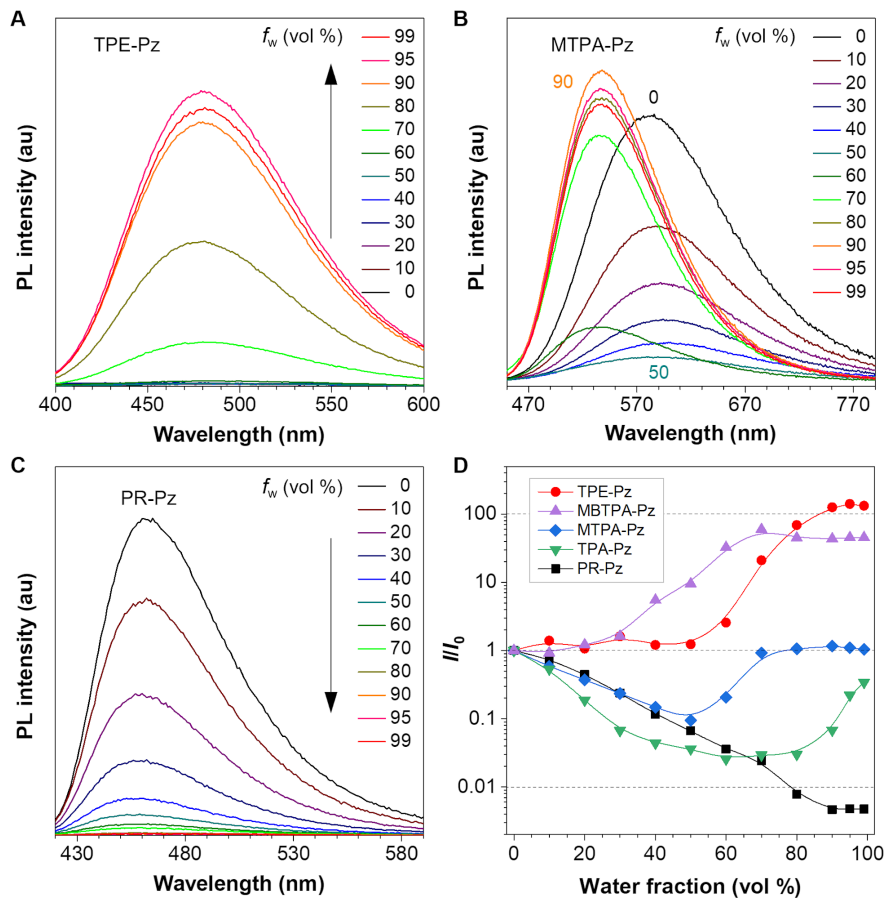 A
TPE-Pz
f_w (vol %)
99
95
90
80
70
60
50
40
30
20
10
0
PL intensity (au)
400 450 500 550 600
Wavelength (nm)
B
MTPA-Pz
f_w (vol %)
0
10
20
30
40
50
60
70
80
90
95
99
90
0
50
PL intensity (au)
470 570 670 770
Wavelength (nm)
C
PR-Pz
f_w (vol %)
0
10
20
30
40
50
60
70
80
90
95
99
PL intensity (au)
430 480 530 580
Wavelength (nm)
D
TPE-Pz
MBTPA-Pz
MTPA-Pz
TPA-Pz
PR-Pz
I/I₀
100
10
1
0.1
0.01
0 20 40 60 80 100
Water fraction (vol %)